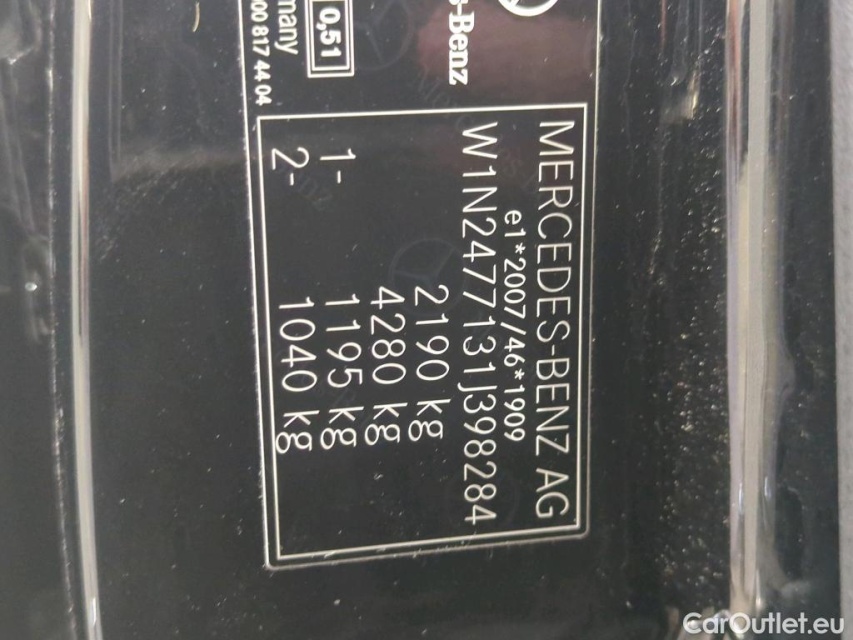 s-Benz
0,51
many
000 817 44 04
MERCEDES-BENZ AG
e1*2007/46*1909
W1N2477131J398284
2190 kg
4280 kg
1- 1195 kg
2- 1040 kg
CarOutlet.eu